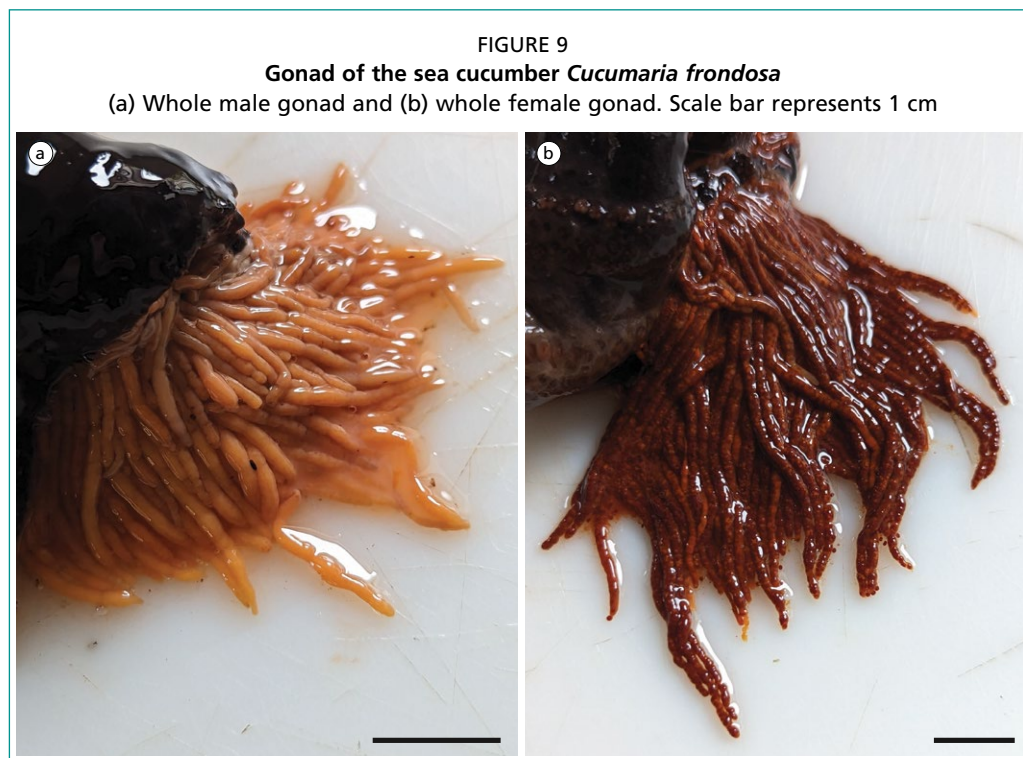 FIGURE 9
Gonad of the sea cucumber Cucumaria frondosa
(a) Whole male gonad and (b) whole female gonad. Scale bar represents 1 cm
a
b